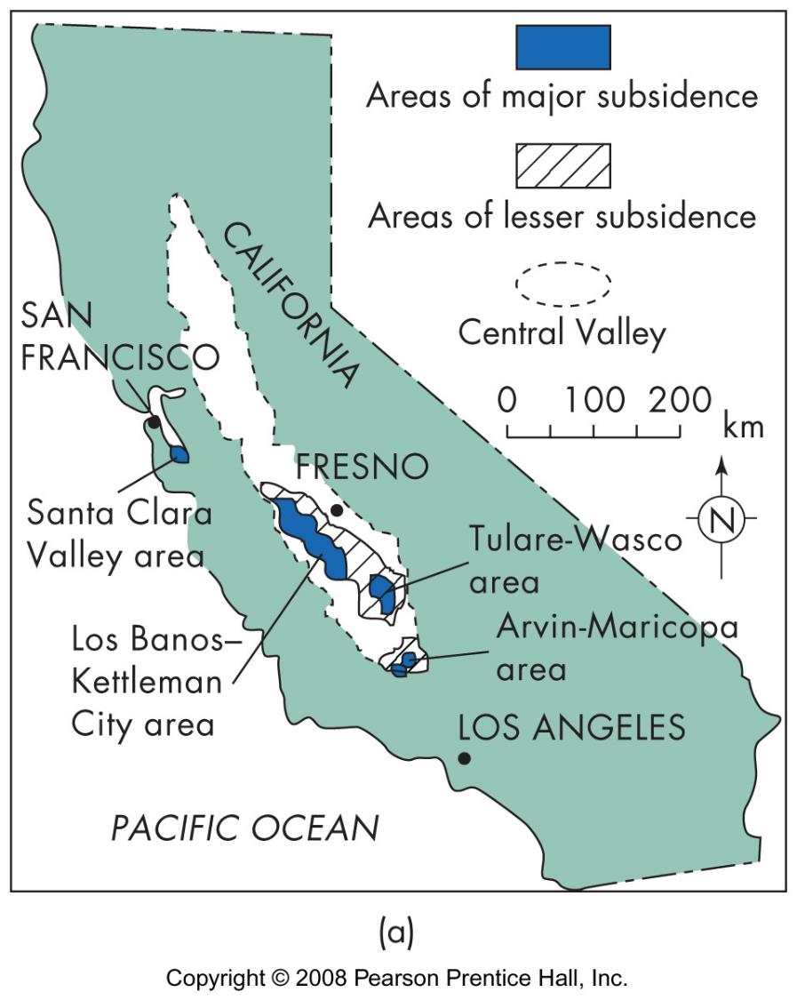 Areas of major subsidence
Areas of lesser subsidence
Central Valley
0 100 200
km
N
CALIFORNIA
SAN
FRANCISCO
FRESNO
Santa Clara
Valley area
Tulare-Wasco
area
Los Banos–
Kettleman
City area
Arvin-Maricopa
area
LOS ANGELES
PACIFIC OCEAN
(a)
Copyright © 2008 Pearson Prentice Hall, Inc.